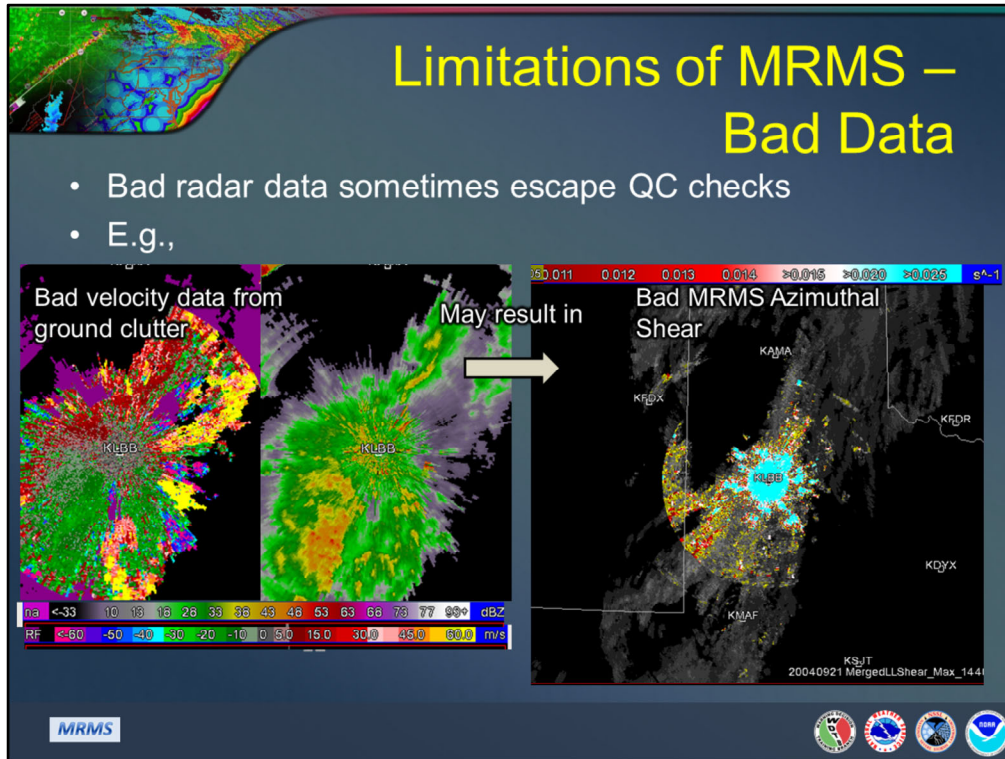 Limitations of MRMS –
Bad Data
• Bad radar data sometimes escape QC checks
• E.g.,
Bad velocity data from
ground clutter
KLBB
KLBB
na <-33 10 13 18 28 33 38 43 48 53 63 68 73 77 93+ dBZ
RF <-60 -50 -40 -30 -20 -10 0 5.0 15.0 30.0 45.0 60.0 m/s
May result in
0.011 0.012 0.013 0.014 >0.015 >0.020 >0.025 s^-1
Bad MRMS Azimuthal
Shear
KAMA
KFDX
KFDR
KLBB
KDYX
KMAF
KSJT
20040921 MergedLLShear_Max_144
MRMS
NOAA